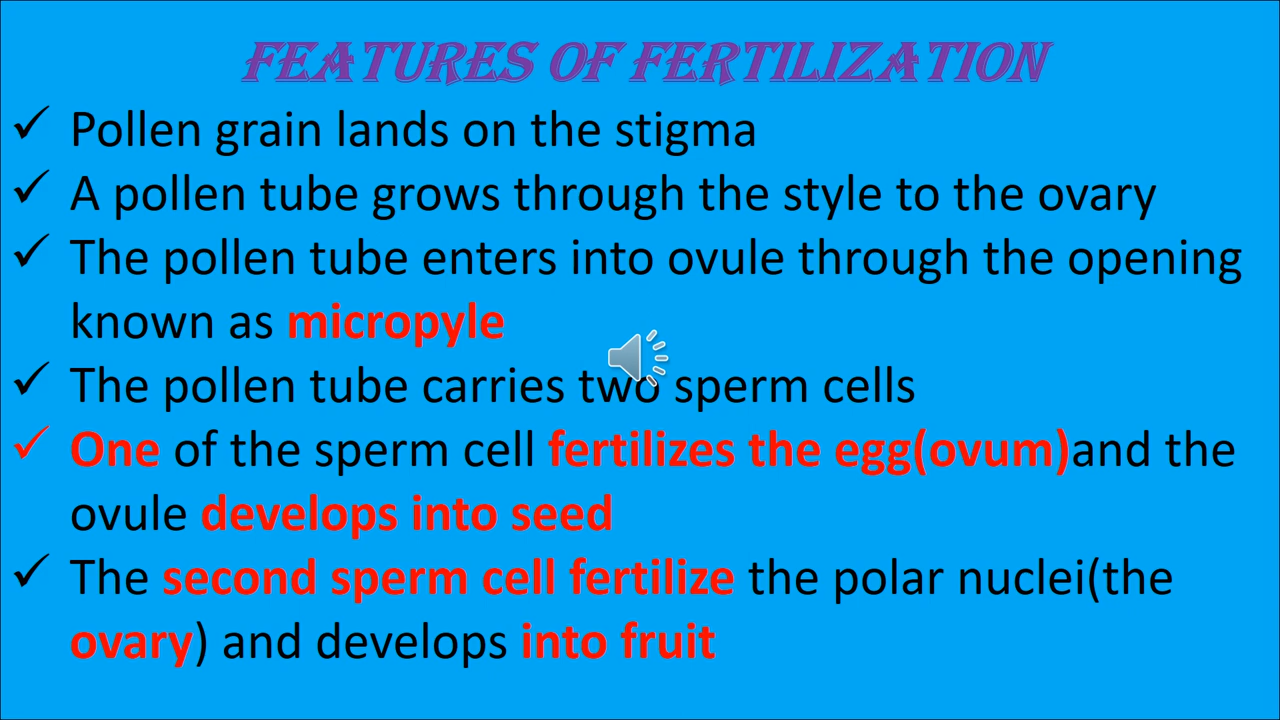 FEATURES OF FERTILIZATION
✓ Pollen grain lands on the stigma
✓ A pollen tube grows through the style to the ovary
✓ The pollen tube enters into ovule through the opening
known as micropyle
✓ The pollen tube carries two sperm cells
✓ One of the sperm cell fertilizes the egg(ovum)and the
ovule develops into seed
✓ The second sperm cell fertilize the polar nuclei(the
ovary) and develops into fruit